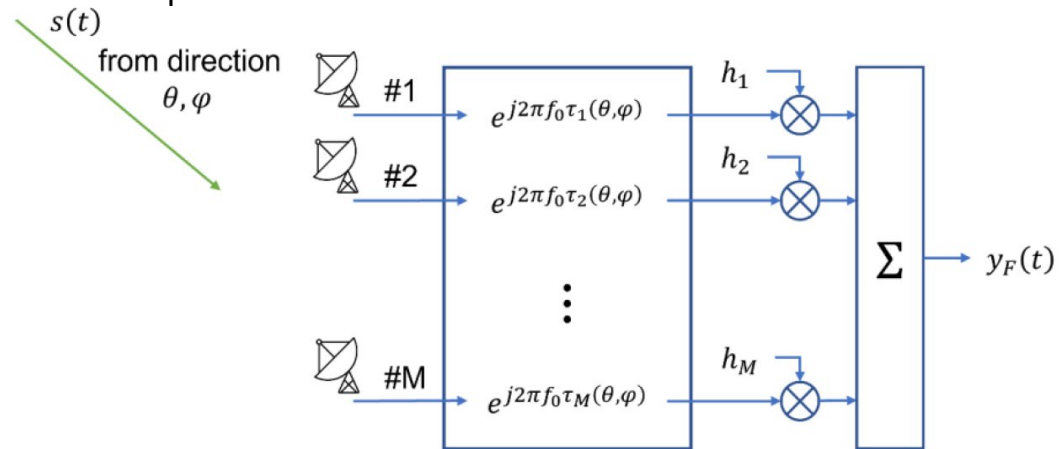 s(t)
from direction
θ, φ
#1
e^{j2πf_0τ_1(θ,φ)}
h_1
#2
e^{j2πf_0τ_2(θ,φ)}
h_2
Σ
y_F(t)
⋮
#M
e^{j2πf_0τ_M(θ,φ)}
h_M